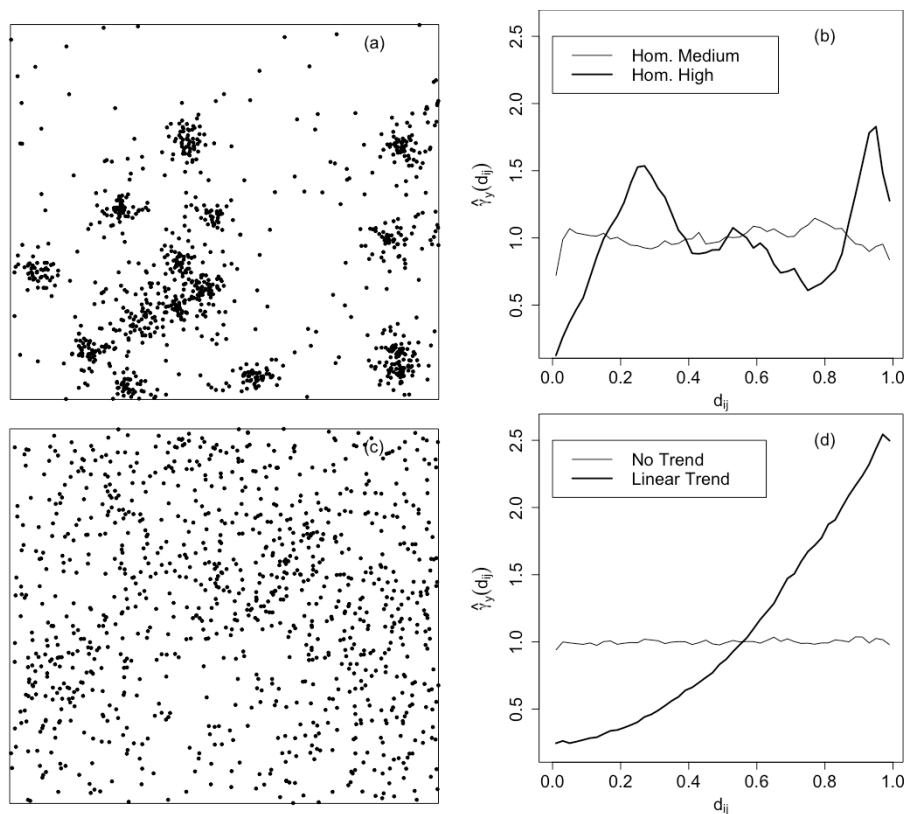 (a)
(b)
Hom. Medium
Hom. High
2.5
2.0
1.5
1.0
0.5
γ̂y(dij)
0.0 0.2 0.4 0.6 0.8 1.0
dij
(c)
(d)
No Trend
Linear Trend
2.5
2.0
1.5
1.0
0.5
γ̂y(dij)
0.0 0.2 0.4 0.6 0.8 1.0
dij